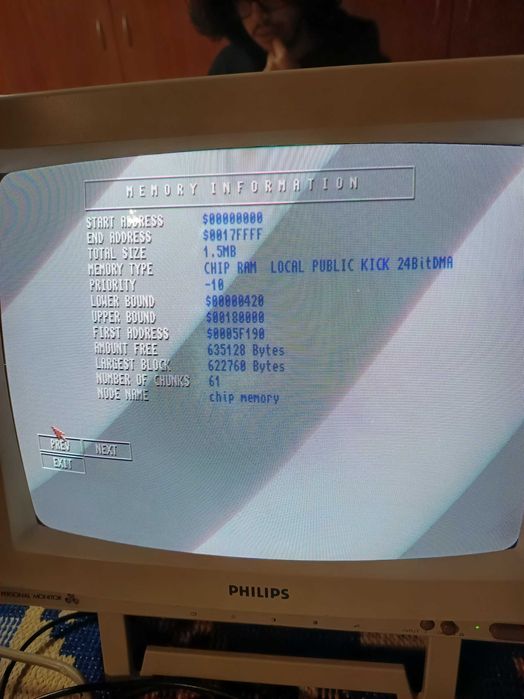 MEMORY INFORMATION
START ADDRESS $00000000
END ADDRESS $0017FFFF
TOTAL SIZE 1.5MB
MEMORY TYPE CHIP RAM LOCAL PUBLIC KICK 24BitDMA
PRIORITY -10
LOWER BOUND $00000420
UPPER BOUND $00180000
FIRST ADDRESS $0005F190
AMOUNT FREE 635128 Bytes
LARGEST BLOCK 622760 Bytes
NUMBER OF CHUNKS 61
NODE NAME chip memory
PREV NEXT
EXIT
PHILIPS
PERSONAL MONITOR